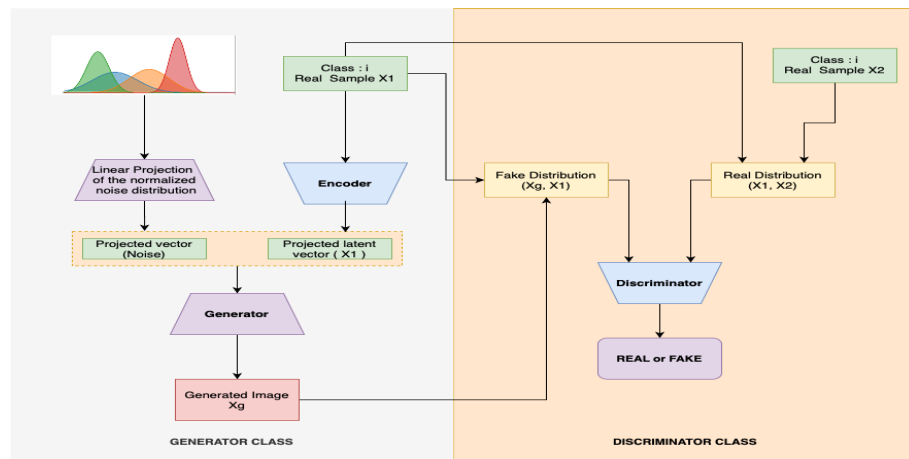 Class : i
Real Sample X1
Class : i
Real Sample X2
Linear Projection
of the normalized
noise distribution
Encoder
Fake Distribution
(Xg, X1)
Real Distribution
(X1, X2)
Projected vector
(Noise)
Projected latent
vector ( X1 )
Discriminator
Generator
REAL or FAKE
Generated Image
Xg
GENERATOR CLASS
DISCRIMINATOR CLASS